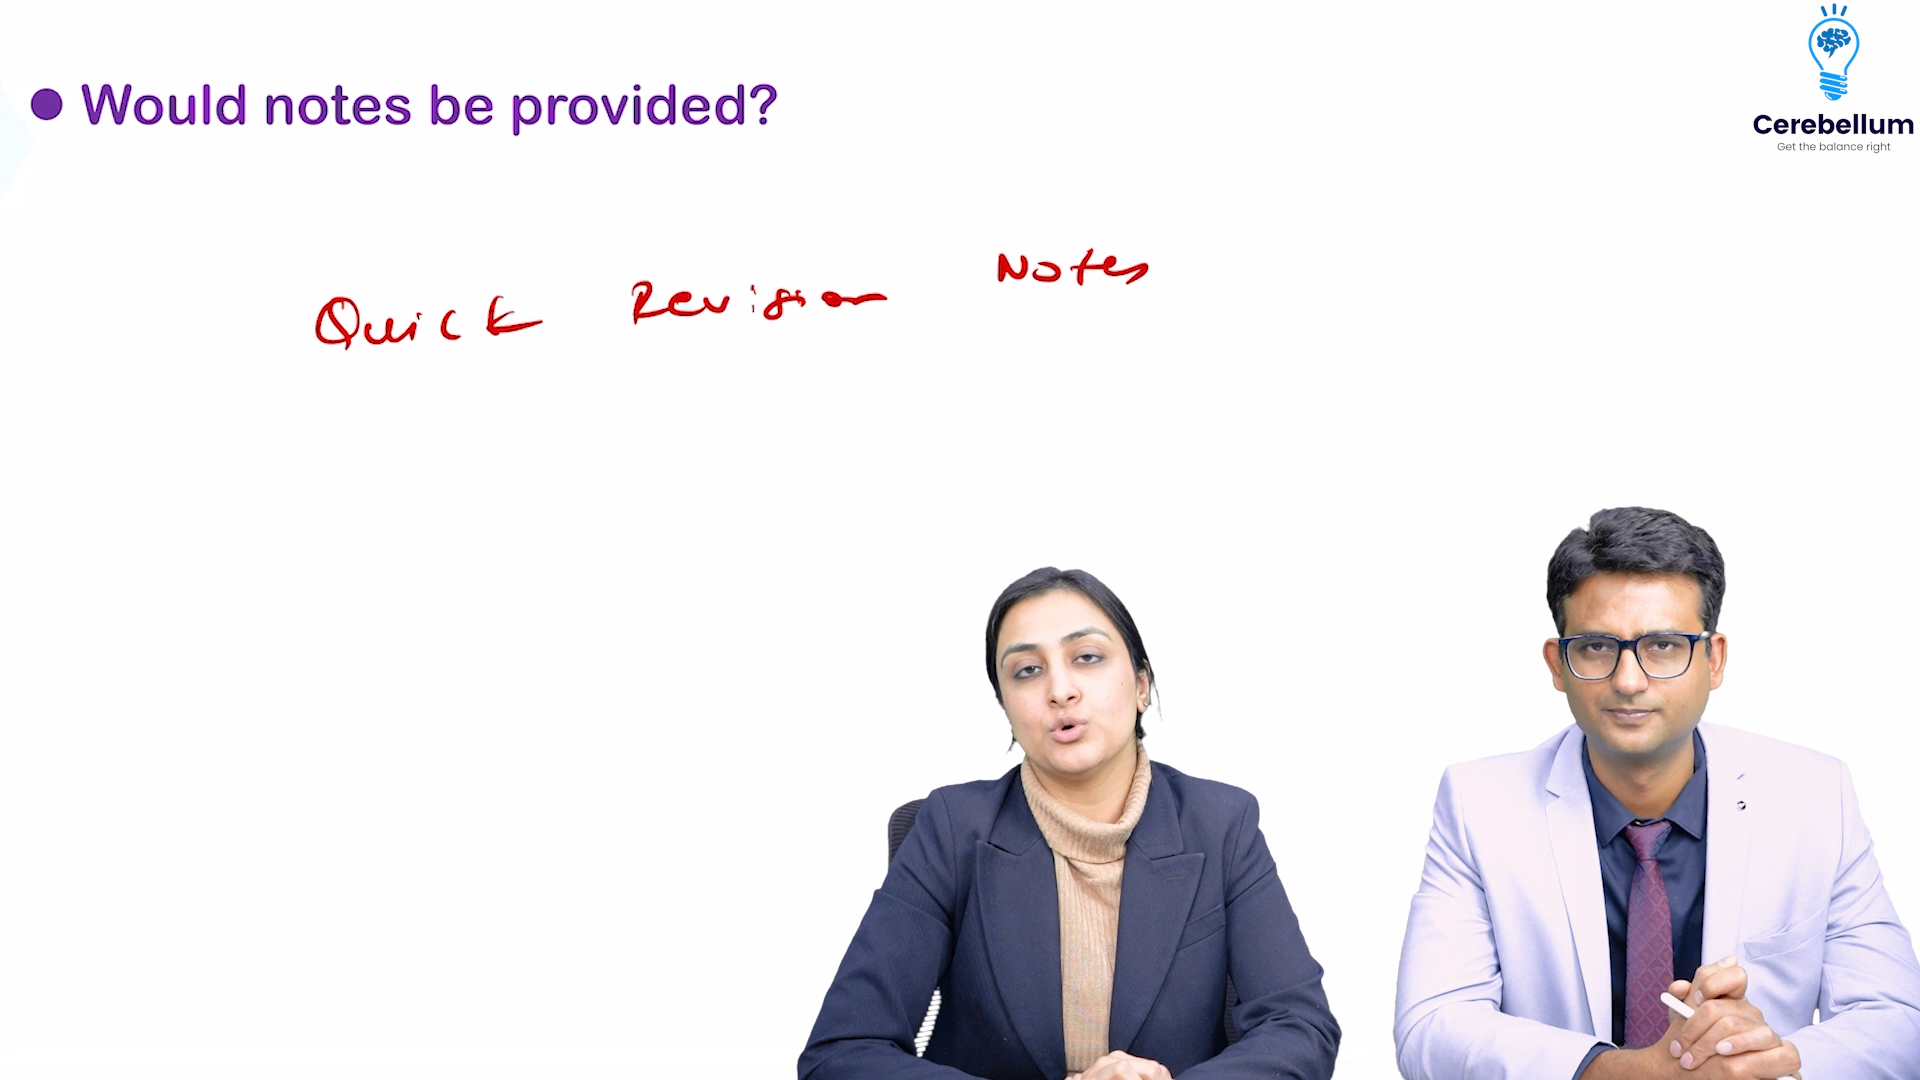 Would notes be provided?
Cerebellum
Get the balance right
Quick Revision Notes